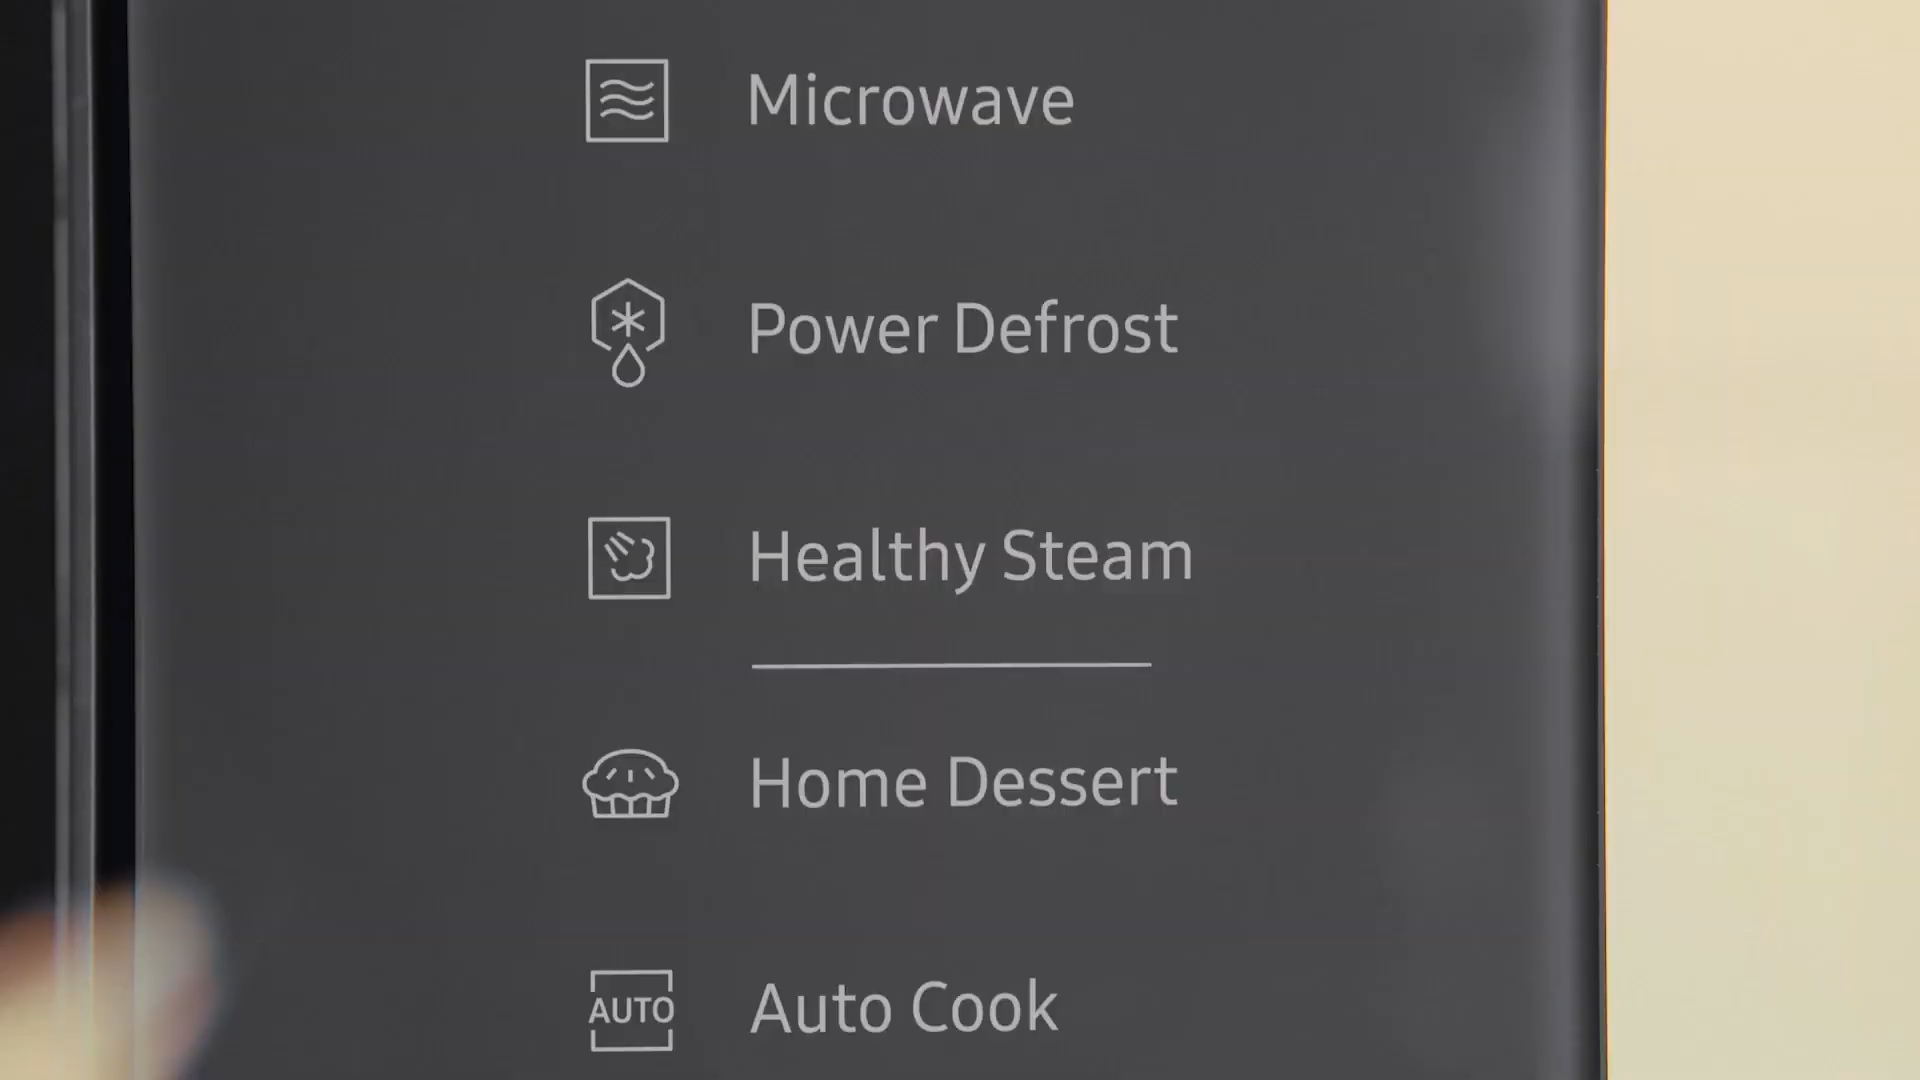 Microwave
Power Defrost
Healthy Steam
Home Dessert
AUTO Auto Cook